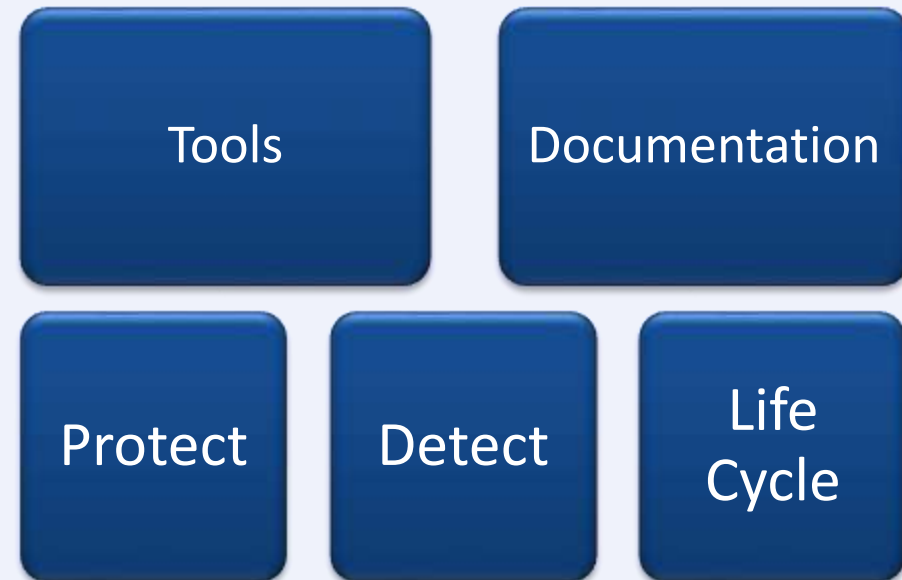 Tools
Documentation
Protect
Detect
Life
Cycle